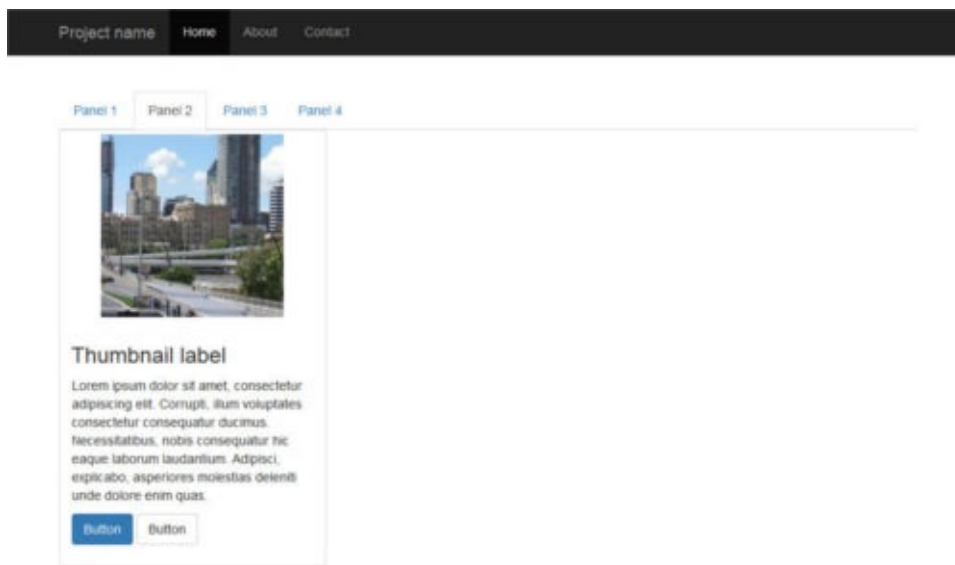 Project name Home About Contact
Panel 1 Panel 2 Panel 3 Panel 4
Thumbnail label
Lorem ipsum dolor sit amet, consectetur
adipisicing elit. Corrupti, illum voluptates
consectetur consequatur ducimus.
Necessitatibus, nobis consequatur hic
eaque laborum laudantium. Adipisci,
explicabo, asperiores molestias deleniti
unde dolore enim quas.
Button Button